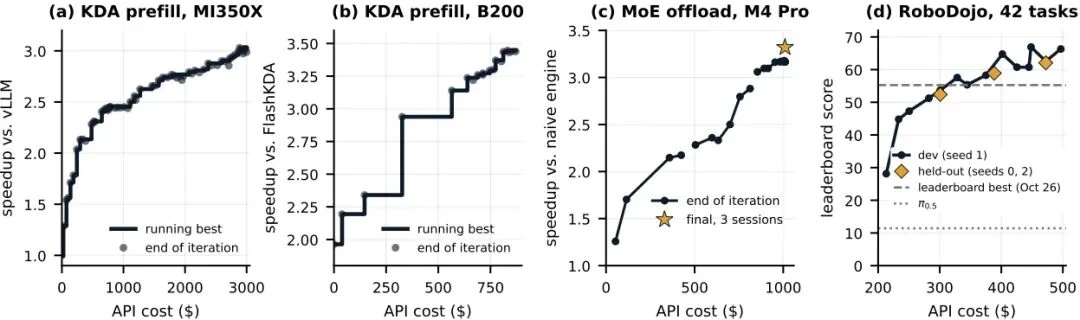 (a) KDA prefill, MI350X
speedup vs. vLLM
3.0
2.5
2.0
1.5
1.0
running best
end of iteration
0 1000 2000 3000
API cost ($)
(b) KDA prefill, B200
speedup vs. FlashKDA
3.50
3.25
3.00
2.75
2.50
2.25
2.00
running best
end of iteration
0 250 500 750
API cost ($)
(c) MoE offload, M4 Pro
speedup vs. naive engine
3.5
3.0
2.5
2.0
1.5
1.0
end of iteration
final, 3 sessions
0 500 1000
API cost ($)
(d) RoboDojo, 42 tasks
leaderboard score
70
60
50
40
30
20
10
0
dev (seed 1)
held-out (seeds 0, 2)
leaderboard best (Oct 26)
π0.5
200 300 400 500
API cost ($)